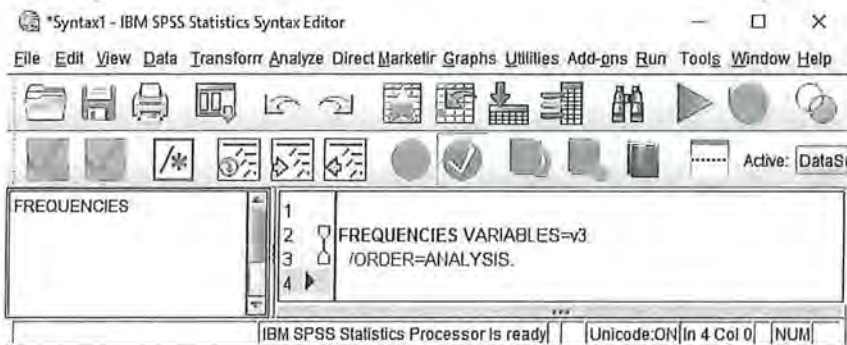 *Syntax1 - IBM SPSS Statistics Syntax Editor
File Edit View Data Transforrr Analyze Direct Marketir Graphs Utilities Add-ons Run Tools Window Help
/*
Active: DataS
FREQUENCIES
1
2 FREQUENCIES VARIABLES=v3
3 /ORDER=ANALYSIS.
4
IBM SPSS Statistics Processor is ready Unicode:ON In 4 Col 0 NUM